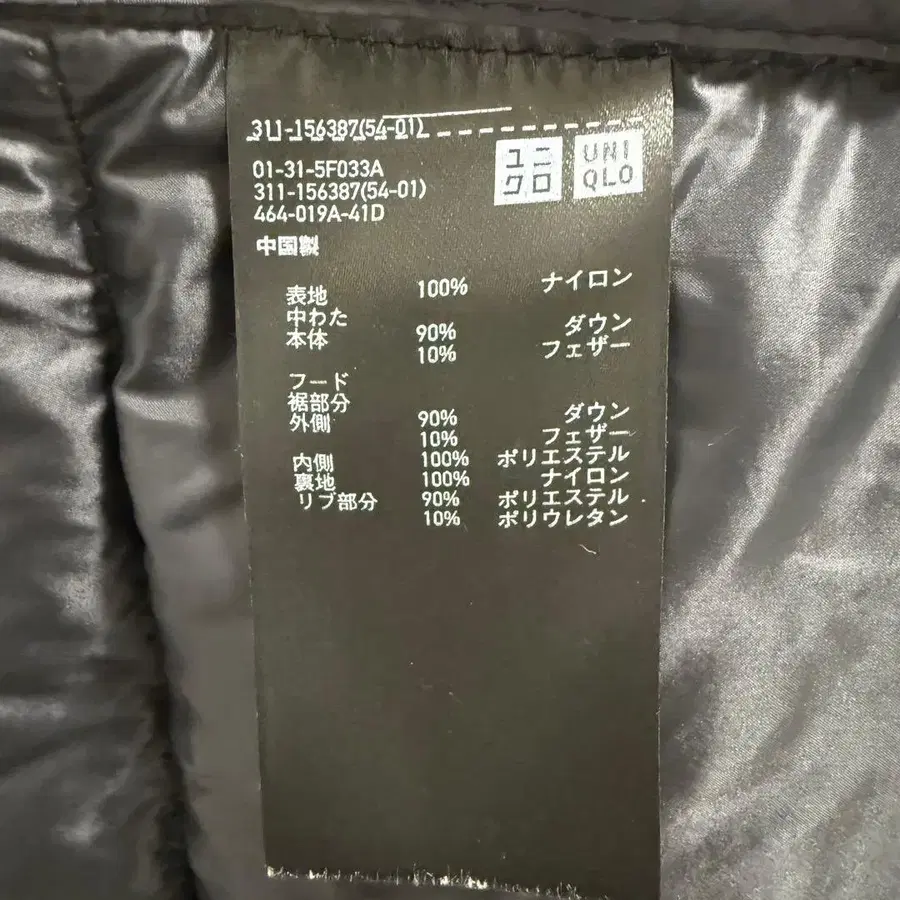 311-156387(54-01)
ユニ
クロ
UNI
QLO
01-31-5F033A
311-156387(54-01)
464-019A-41D
中国製
表地 100% ナイロン
中わた
本体 90% ダウン
10% フェザー
フード
裾部分
外側 90% ダウン
10% フェザー
内側 100% ポリエステル
裏地 100% ナイロン
リブ部分 90% ポリエステル
10% ポリウレタン